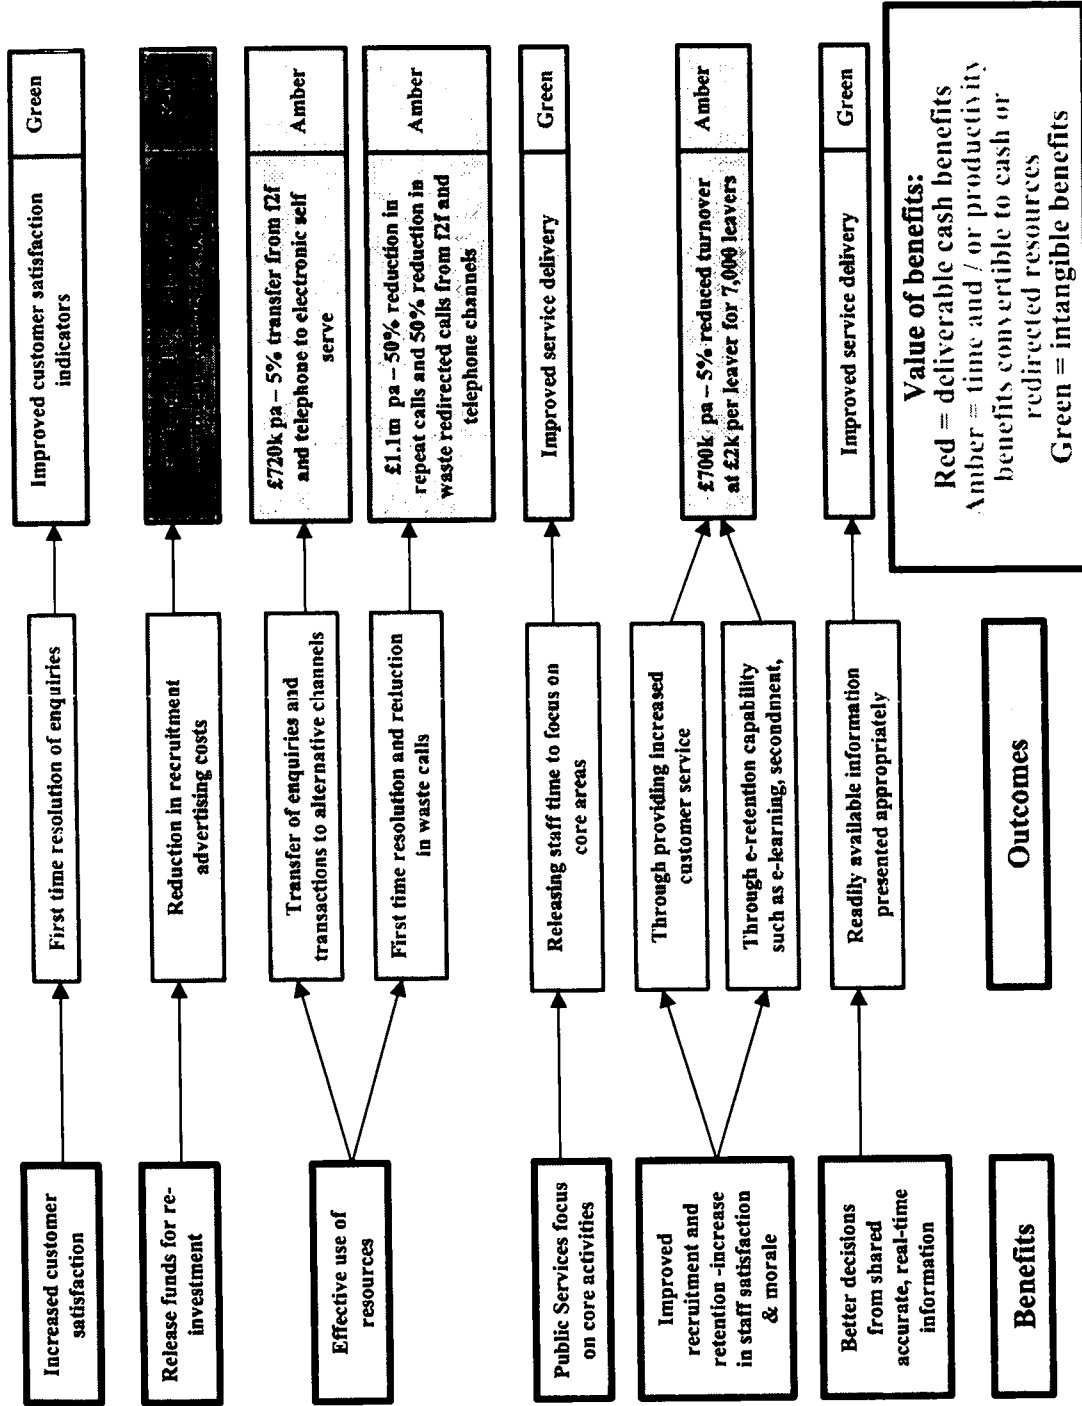 Increased customer
satisfaction
First time resolution of enquiries
Improved customer satisfaction
indicators
Green
Release funds for re-
investment
Reduction in recruitment
advertising costs
Effective use of
resources
Transfer of enquiries and
transactions to alternative channels
£720k pa – 5% transfer from f2f
and telephone to electronic self
serve
Amber
First time resolution and reduction
in waste calls
£1.1m pa – 50% reduction in
repeat calls and 50% reduction in
waste redirected calls from f2f and
telephone channels
Amber
Public Services focus
on core activities
Releasing staff time to focus on
core areas
Improved service delivery
Green
Improved
recruitment and
retention -increase
in staff satisfaction
& morale
Through providing increased
customer service
Through e-retention capability
such as e-learning, secondment,
£700k pa – 5% reduced turnover
at £2k per leaver for 7,000 leavers
Amber
Better decisions
from shared
accurate, real-time
information
Readily available information
presented appropriately
Improved service delivery
Green
Benefits
Outcomes
Value of benefits:
Red = deliverable cash benefits
Amber = time and / or productivity
benefits convertible to cash or
redirected resources
Green = intangible benefits